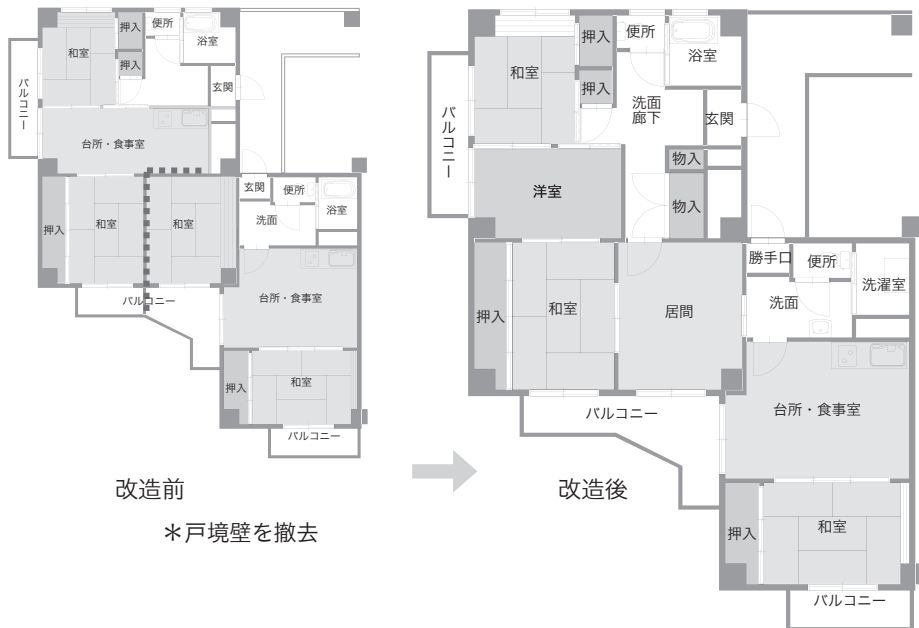 押入
便所
浴室
和室
押入
玄関
バルコニー
台所・食事室
押入
和室
和室
玄関
便所
浴室
洗面
バルコニー
台所・食事室
押入
和室
バルコニー
改造前
＊戸境壁を撤去
押入
便所
浴室
和室
押入
洗面
廊下
玄関
バルコニー
物入
洋室
物入
勝手口
便所
洗濯室
押入
和室
居間
洗面
バルコニー
台所・食事室
押入
和室
バルコニー
改造後